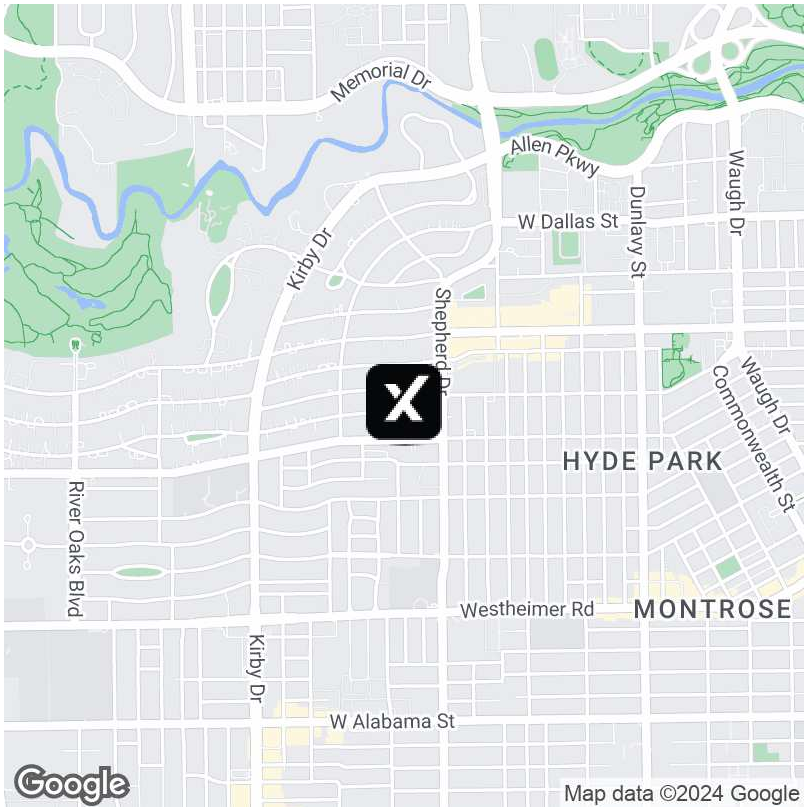 Memorial Dr
Allen Pkwy
Waugh Dr
Dunlavy St
W Dallas St
Kirby Dr
Shepherd Dr
X
Waugh Dr
Commonwealth St
HYDE PARK
River Oaks Blvd
Westheimer Rd
MONTROSE
Kirby Dr
W Alabama St
Google
Map data ©2024 Google